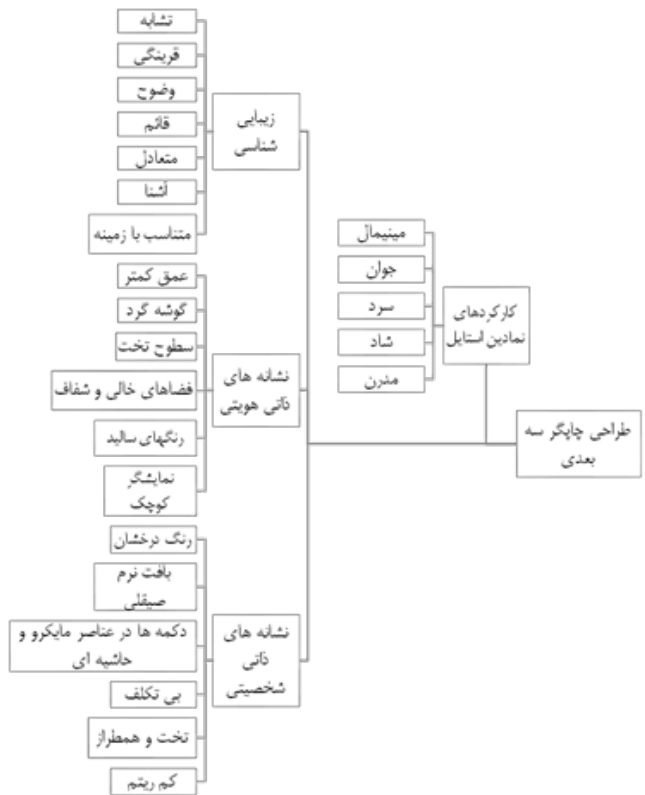 طراحی چاپگر سه
بعدی
کارکردهای
نمادین استایل
مینیمال
جوان
سرد
شاد
مدرن
زیبایی
شناسی
تشابه
قرینگی
وضوح
قائم
متعادل
آشنا
متناسب با زمینه
نشانه های
ذاتی هویتی
عمق کمتر
گوشه گرد
سطوح تخت
فضاهای خالی و شفاف
رنگهای سالید
نمایشگر
کوچک
نشانه های
ذاتی
شخصیتی
رنگ درخشان
بافت نرم
صیقلی
دکمه ها در عناصر مایکرو و
حاشیه ای
بی تکلف
تخت و همطراز
کم ریتم